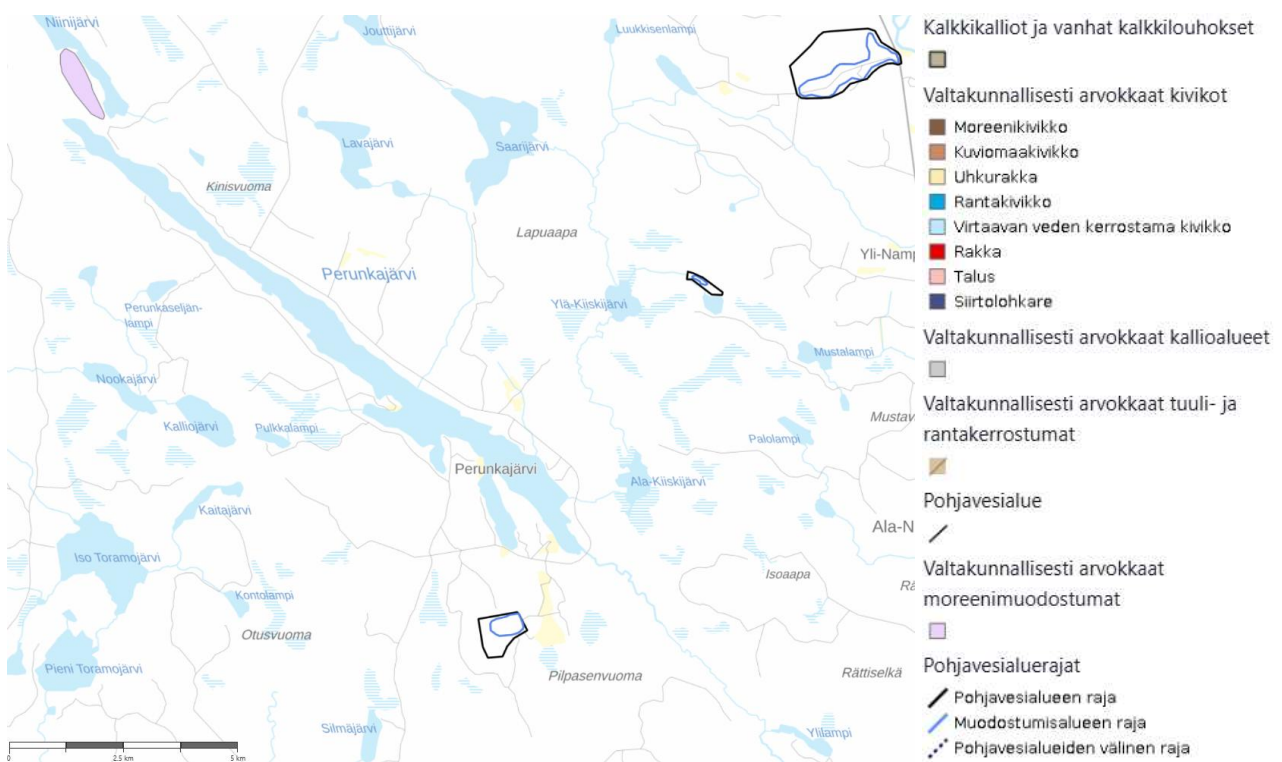 Niinijärvi
Jouttijärvi
Luukkisenlampi
Lavajärvi
Saarijärvi
Kinisvuoma
Lapuaapa
Yli-Namp
Perunkajärvi
Ylä-Kiiskijärvi
Perunkaseljän-
lampi
Mustalampi
Nookajärvi
Mustav
Kalliojärvi
Pulkkalampi
Palolampi
Perunkajärvi
Ala-Kiiskijärvi
Kaitajärvi
Ala-N
Iso Toramojärvi
Isoaapa
Rä
Kontolampi
Otusvuoma
Pieni Toramojärvi
Pilpasenvuoma
Rättiselkä
Silmäjärvi
Ylilampi
0 2.5 km 5 km
Kalkkikalliot ja vanhat kalkkilouhokset
Valtakunnallisesti arvokkaat kivikot
Moreenikivikko
Kuviomaakivikko
Uhkurakka
Rantakivikko
Virtaavan veden kerrostama kivikko
Rakka
Talus
Siirtolohkare
Valtakunnallisesti arvokkaat kallioalueet
Valtakunnallisesti arvokkaat tuuli- ja
rantakerrostumat
Pohjavesialue
Valtakunnallisesti arvokkaat
moreenimuodostumat
Pohjavesialuerajat
Pohjavesialueen raja
Muodostumisalueen raja
Pohjavesialueiden välinen raja